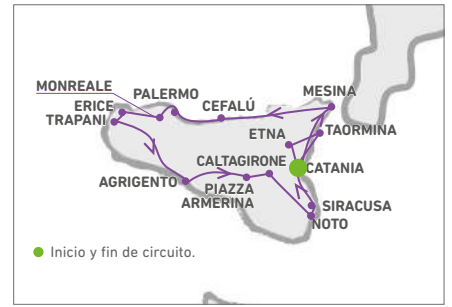 MONREALE
PALERMO
MESINA
ERICE
CEFALÚ
TRAPANI
ETNA
TAORMINA
CALTAGIRONE
CATANIA
AGRIGENTO
PIAZZA
ARMERINA
SIRACUSA
NOTO
Inicio y fin de circuito.